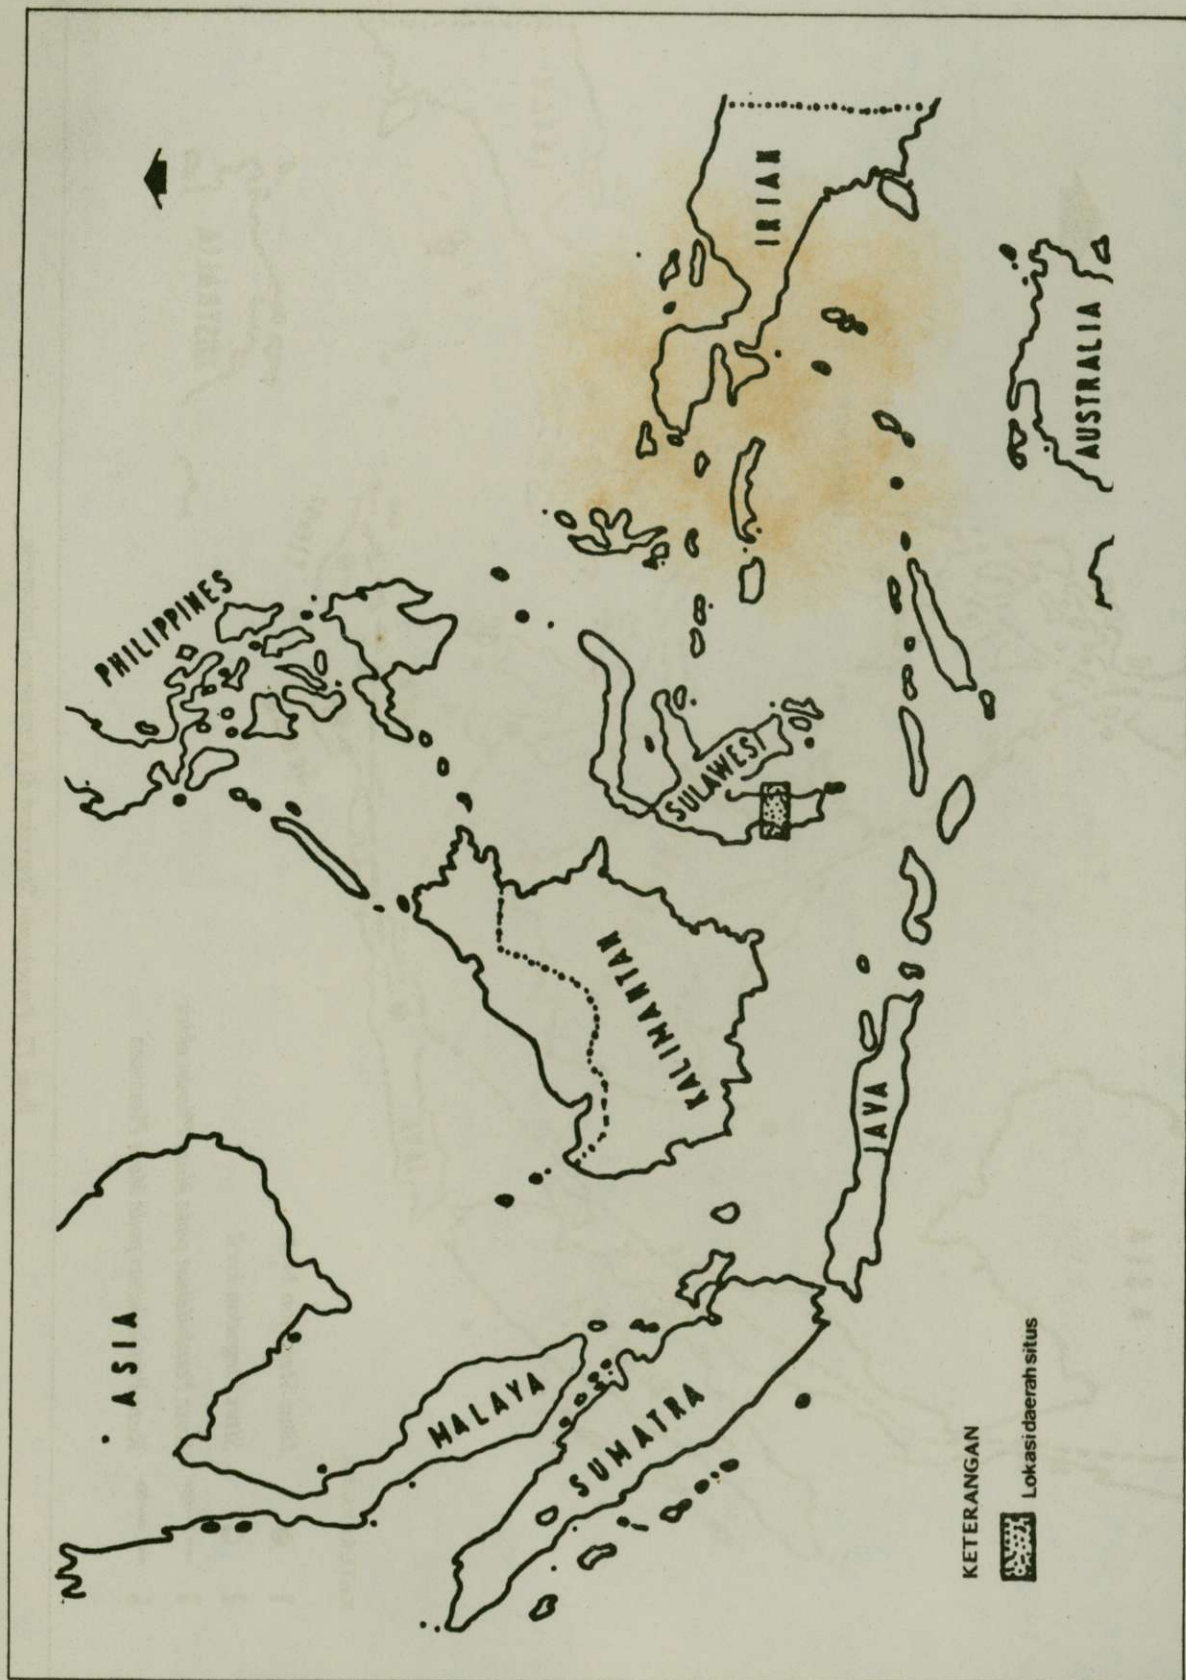 ASIA
PHILIPPINES
MALAYA
SUMATRA
KALIMANTAN
SULAWESI
IRIAN
JAVA
AUSTRALIA
KETERANGAN
Lokasi daerah situs